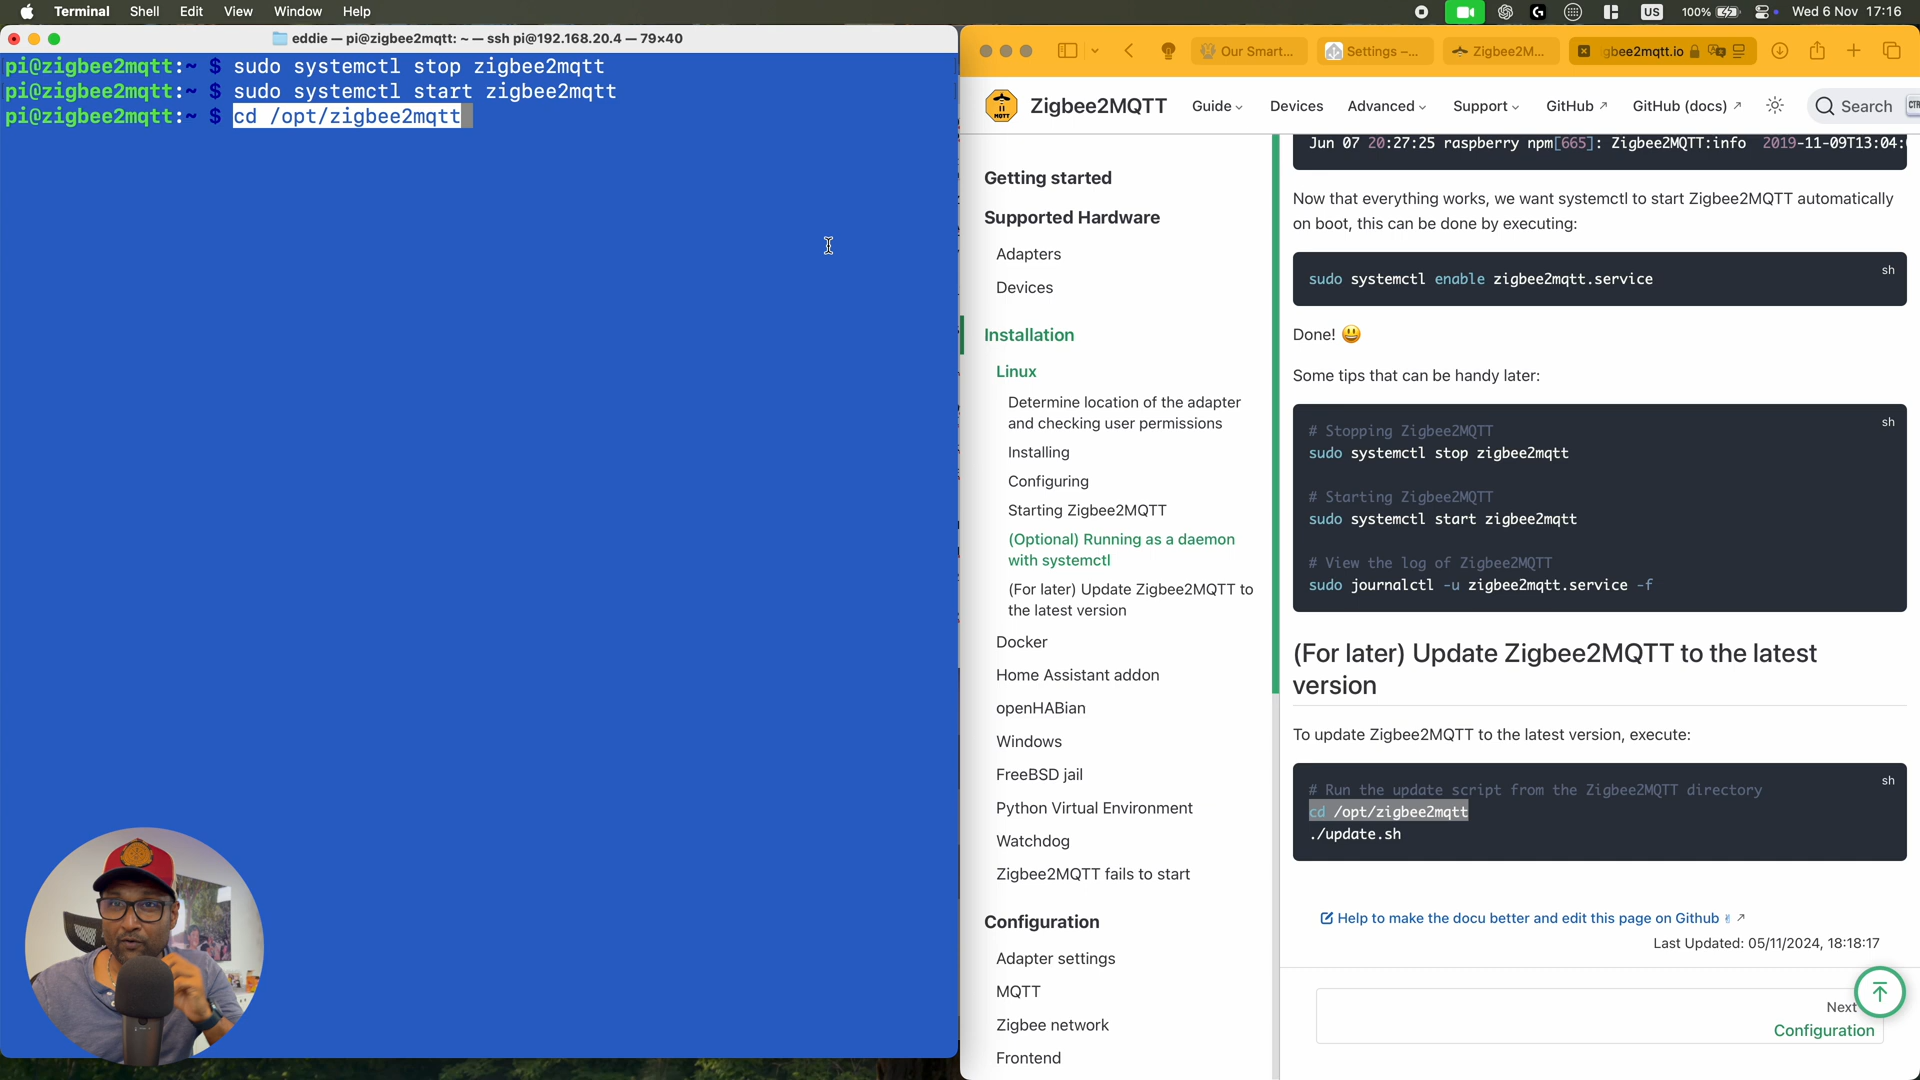 Terminal Shell Edit View Window Help
US 100% Wed 6 Nov 17:16
eddie — pi@zigbee2mqtt: ~ — ssh pi@192.168.20.4 — 79×40
pi@zigbee2mqtt:~ $ sudo systemctl stop zigbee2mqtt
pi@zigbee2mqtt:~ $ sudo systemctl start zigbee2mqtt
pi@zigbee2mqtt:~ $ cd /opt/zigbee2mqtt
Our Smart... Settings –... Zigbee2M... gbee2mqtt.io
MQTT
Zigbee2MQTT Guide Devices Advanced Support GitHub GitHub (docs) Search CTR
Getting started
Supported Hardware
Adapters
Devices
Installation
Linux
Determine location of the adapter
and checking user permissions
Installing
Configuring
Starting Zigbee2MQTT
(Optional) Running as a daemon
with systemctl
(For later) Update Zigbee2MQTT to
the latest version
Docker
Home Assistant addon
openHABian
Windows
FreeBSD jail
Python Virtual Environment
Watchdog
Zigbee2MQTT fails to start
Configuration
Adapter settings
MQTT
Zigbee network
Frontend
Jun 07 20:27:25 raspberry npm[665]: Zigbee2MQTT:info 2019-11-09T13:04:
Now that everything works, we want systemctl to start Zigbee2MQTT automatically
on boot, this can be done by executing:
sh
sudo systemctl enable zigbee2mqtt.service
Done! 😃
Some tips that can be handy later:
sh
# Stopping Zigbee2MQTT
sudo systemctl stop zigbee2mqtt
# Starting Zigbee2MQTT
sudo systemctl start zigbee2mqtt
# View the log of Zigbee2MQTT
sudo journalctl -u zigbee2mqtt.service -f
(For later) Update Zigbee2MQTT to the latest
version
To update Zigbee2MQTT to the latest version, execute:
sh
# Run the update script from the Zigbee2MQTT directory
cd /opt/zigbee2mqtt
./update.sh
Help to make the docu better and edit this page on Github
Last Updated: 05/11/2024, 18:18:17
Next
Configuration